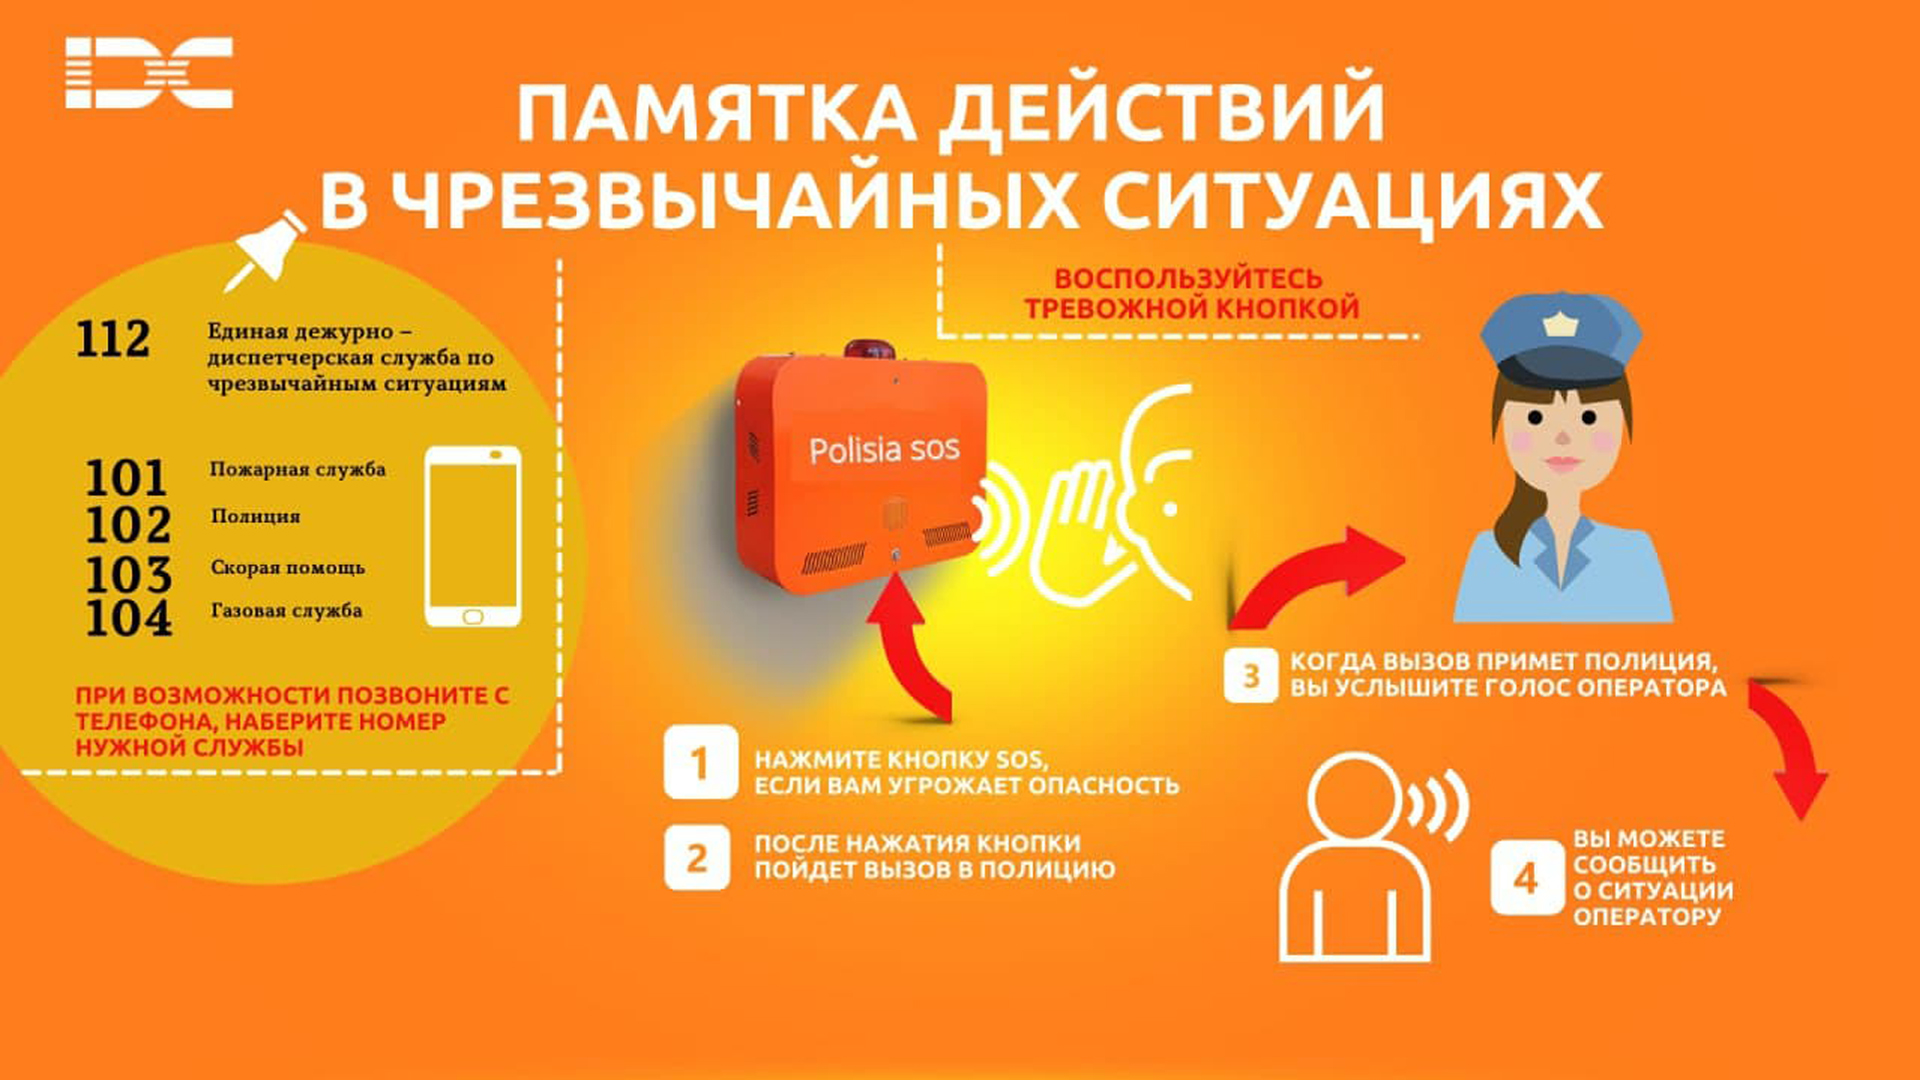 IDC
ПАМЯТКА ДЕЙСТВИЙ
В ЧРЕЗВЫЧАЙНЫХ СИТУАЦИЯХ
112
Единая дежурно –
диспетчерская служба по
чрезвычайным ситуациям
101 Пожарная служба
102 Полиция
103 Скорая помощь
104 Газовая служба
ПРИ ВОЗМОЖНОСТИ ПОЗВОНИТЕ С
ТЕЛЕФОНА, НАБЕРИТЕ НОМЕР
НУЖНОЙ СЛУЖБЫ
ВОСПОЛЬЗУЙТЕСЬ
ТРЕВОЖНОЙ КНОПКОЙ
Polisia sos
1
НАЖМИТЕ КНОПКУ SOS,
ЕСЛИ ВАМ УГРОЖАЕТ ОПАСНОСТЬ
2
ПОСЛЕ НАЖАТИЯ КНОПКИ
ПОЙДЕТ ВЫЗОВ В ПОЛИЦИЮ
3
КОГДА ВЫЗОВ ПРИМЕТ ПОЛИЦИЯ,
ВЫ УСЛЫШИТЕ ГОЛОС ОПЕРАТОРА
4
ВЫ МОЖЕТЕ
СООБЩИТЬ
О СИТУАЦИИ
ОПЕРАТОРУ